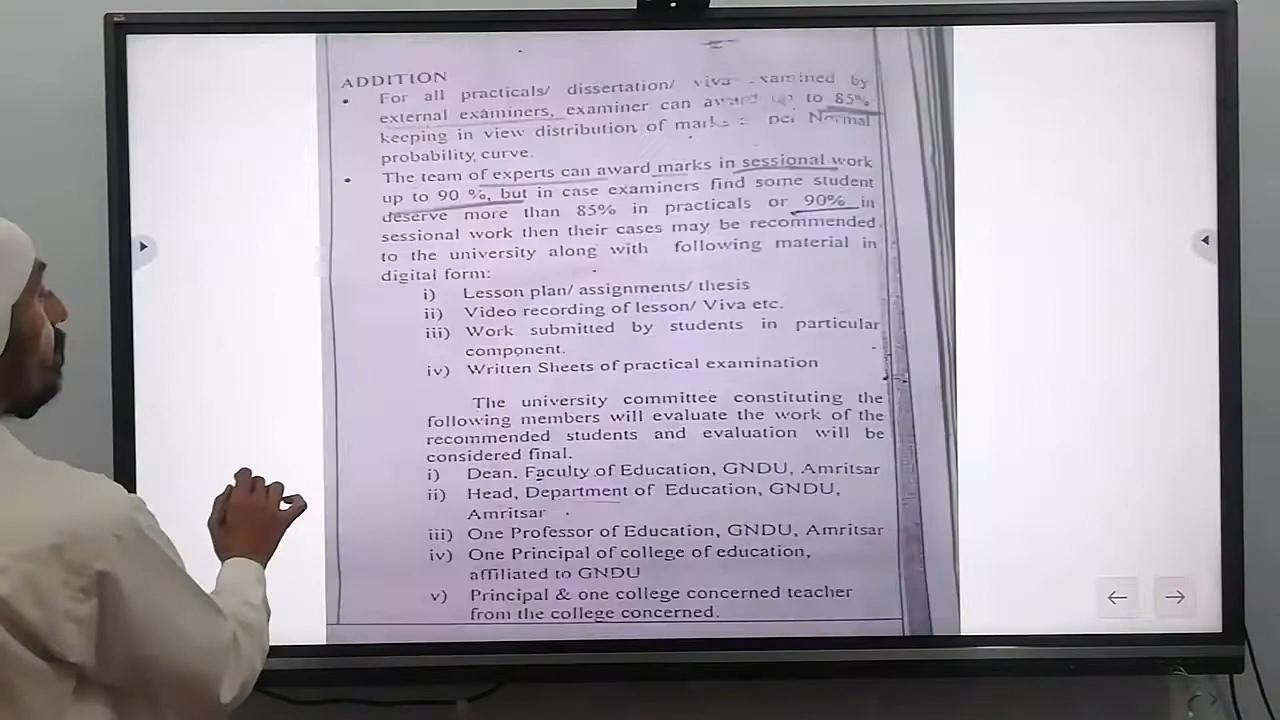 ADDITION
• For all practicals/ dissertation/ viva examined by
external examiners, examiner can award up to 85%
keeping in view distribution of marks as per Normal
probability curve.
• The team of experts can award marks in sessional work
up to 90 %, but in case examiners find some student
deserve more than 85% in practicals or 90% in
sessional work then their cases may be recommended
to the university along with following material in
digital form:
i) Lesson plan/ assignments/ thesis
ii) Video recording of lesson/ Viva etc.
iii) Work submitted by students in particular
component.
iv) Written Sheets of practical examination
The university committee constituting the
following members will evaluate the work of the
recommended students and evaluation will be
considered final.
i) Dean, Faculty of Education, GNDU, Amritsar
ii) Head, Department of Education, GNDU,
Amritsar
iii) One Professor of Education, GNDU, Amritsar
iv) One Principal of college of education,
affiliated to GNDU
v) Principal & one college concerned teacher
from the college concerned.